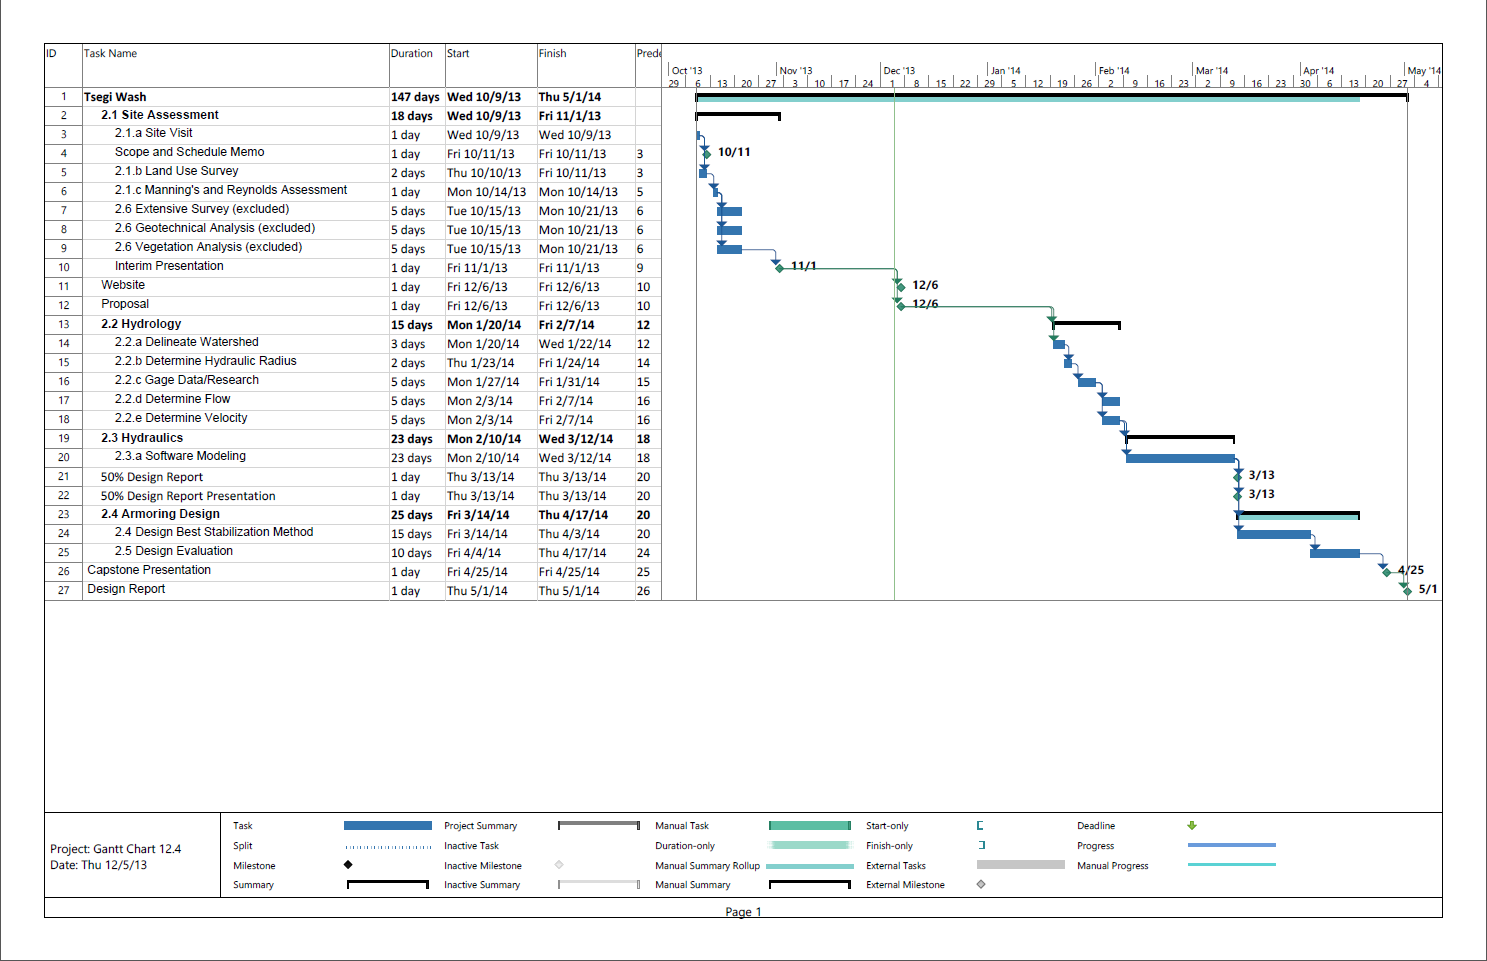 ID Task Name Duration Start Finish Prede
Oct '13 Nov '13 Dec '13 Jan '14 Feb '14 Mar '14 Apr '14 May '14
29 6 13 20 27 3 10 17 24 1 8 15 22 29 5 12 19 26 2 9 16 23 2 9 16 23 30 6 13 20 27 4
1 Tsegi Wash 147 days Wed 10/9/13 Thu 5/1/14
2 2.1 Site Assessment 18 days Wed 10/9/13 Fri 11/1/13
3 2.1.a Site Visit 1 day Wed 10/9/13 Wed 10/9/13
4 Scope and Schedule Memo 1 day Fri 10/11/13 Fri 10/11/13 3 10/11
5 2.1.b Land Use Survey 2 days Thu 10/10/13 Fri 10/11/13 3
6 2.1.c Manning's and Reynolds Assessment 1 day Mon 10/14/13 Mon 10/14/13 5
7 2.6 Extensive Survey (excluded) 5 days Tue 10/15/13 Mon 10/21/13 6
8 2.6 Geotechnical Analysis (excluded) 5 days Tue 10/15/13 Mon 10/21/13 6
9 2.6 Vegetation Analysis (excluded) 5 days Tue 10/15/13 Mon 10/21/13 6
10 Interim Presentation 1 day Fri 11/1/13 Fri 11/1/13 9 11/1
11 Website 1 day Fri 12/6/13 Fri 12/6/13 10 12/6
12 Proposal 1 day Fri 12/6/13 Fri 12/6/13 10 12/6
13 2.2 Hydrology 15 days Mon 1/20/14 Fri 2/7/14 12
14 2.2.a Delineate Watershed 3 days Mon 1/20/14 Wed 1/22/14 12
15 2.2.b Determine Hydraulic Radius 2 days Thu 1/23/14 Fri 1/24/14 14
16 2.2.c Gage Data/Research 5 days Mon 1/27/14 Fri 1/31/14 15
17 2.2.d Determine Flow 5 days Mon 2/3/14 Fri 2/7/14 16
18 2.2.e Determine Velocity 5 days Mon 2/3/14 Fri 2/7/14 16
19 2.3 Hydraulics 23 days Mon 2/10/14 Wed 3/12/14 18
20 2.3.a Software Modeling 23 days Mon 2/10/14 Wed 3/12/14 18
21 50% Design Report 1 day Thu 3/13/14 Thu 3/13/14 20 3/13
22 50% Design Report Presentation 1 day Thu 3/13/14 Thu 3/13/14 20 3/13
23 2.4 Armoring Design 25 days Fri 3/14/14 Thu 4/17/14 20
24 2.4 Design Best Stabilization Method 15 days Fri 3/14/14 Thu 4/3/14 20
25 2.5 Design Evaluation 10 days Fri 4/4/14 Thu 4/17/14 24
26 Capstone Presentation 1 day Fri 4/25/14 Fri 4/25/14 25 4/25
27 Design Report 1 day Thu 5/1/14 Thu 5/1/14 26 5/1
Project: Gantt Chart 12.4
Date: Thu 12/5/13
Task Project Summary Manual Task Start-only Deadline
Split Inactive Task Duration-only Finish-only Progress
Milestone Inactive Milestone Manual Summary Rollup External Tasks Manual Progress
Summary Inactive Summary Manual Summary External Milestone
Page 1